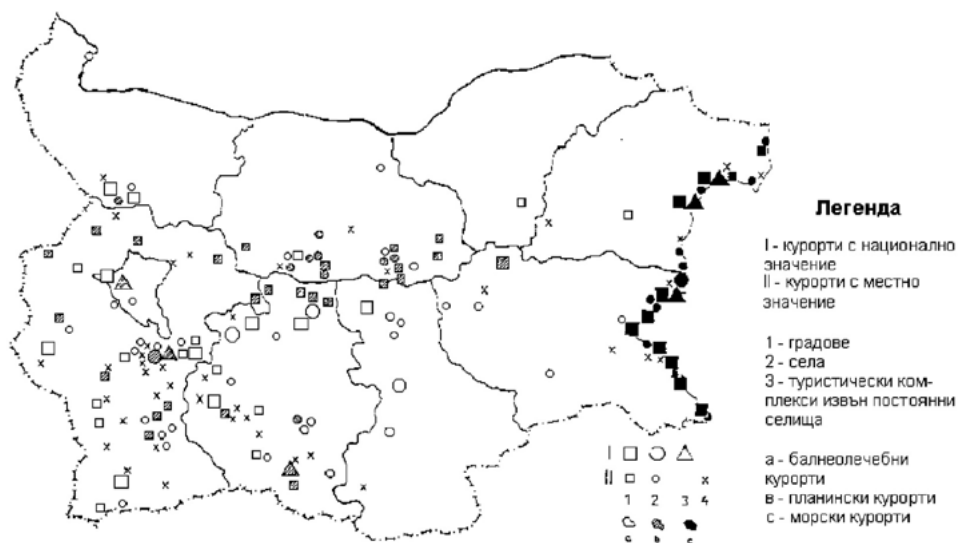 Легенда
I - курорти с национално
значение
II - курорти с местно
значение
1 - градове
2 - села
3 - туристически ком-
плекси извън постоянни
селища
а - балнеолечебни
курорти
в - планински курорти
с - морски курорти
I
II
1 2 3 4
a b c